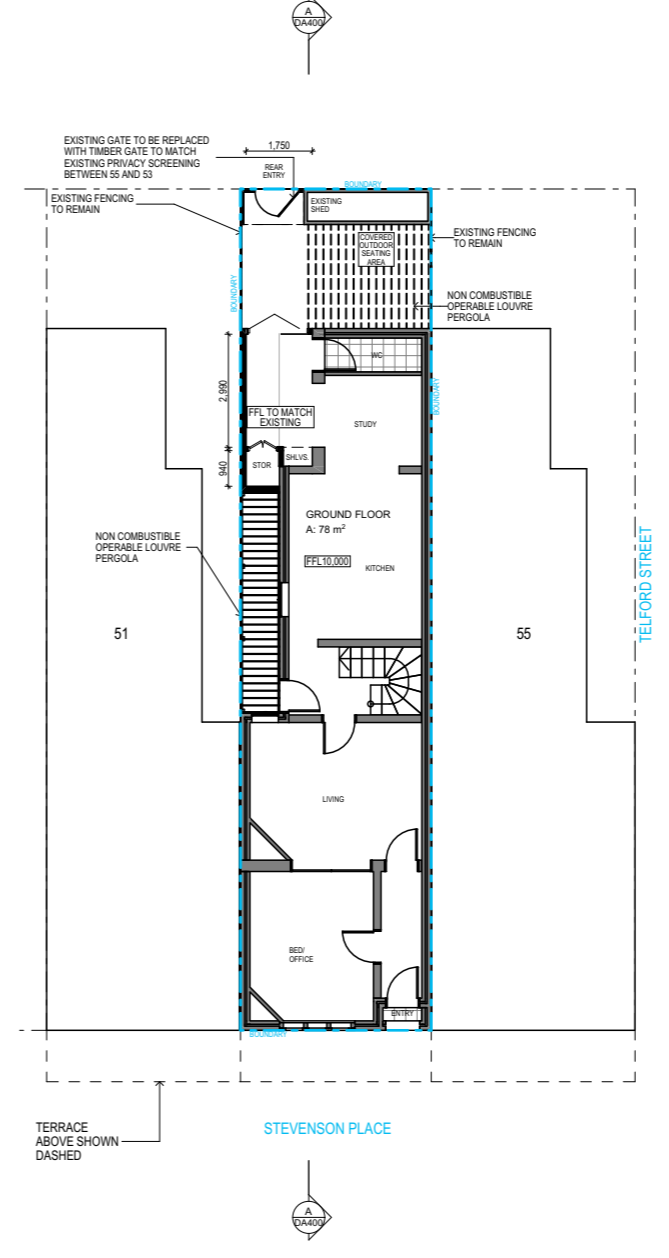 A
DA400
EXISTING GATE TO BE REPLACED
WITH TIMBER GATE TO MATCH
EXISTING PRIVACY SCREENING
BETWEEN 55 AND 53
1,750
REAR
ENTRY
BOUNDARY
EXISTING FENCING
TO REMAIN
EXISTING
SHED
COVERED
OUTDOOR
SEATING
AREA
EXISTING FENCING
TO REMAIN
BOUNDARY
NON COMBUSTIBLE
OPERABLE LOUVRE
PERGOLA
WC
BOUNDARY
2,990
FFL TO MATCH
EXISTING
STUDY
SHLVS.
STOR
940
GROUND FLOOR
A: 78 m²
NON COMBUSTIBLE
OPERABLE LOUVRE
PERGOLA
FFL10,000
KITCHEN
TELFORD STREET
51
55
LIVING
BED/
OFFICE
ENTRY
BOUNDARY
TERRACE
ABOVE SHOWN
DASHED
STEVENSON PLACE
A
DA400